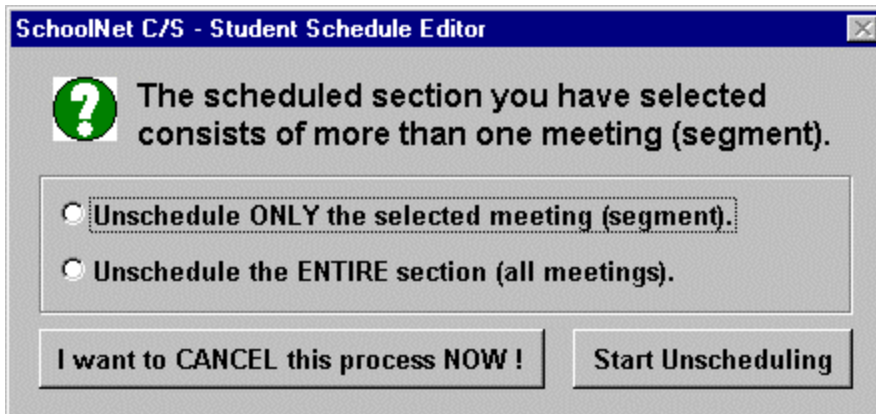 SchoolNet C/S - Student Schedule Editor
The scheduled section you have selected
consists of more than one meeting (segment).
Unschedule ONLY the selected meeting (segment).
Unschedule the ENTIRE section (all meetings).
I want to CANCEL this process NOW !
Start Unscheduling